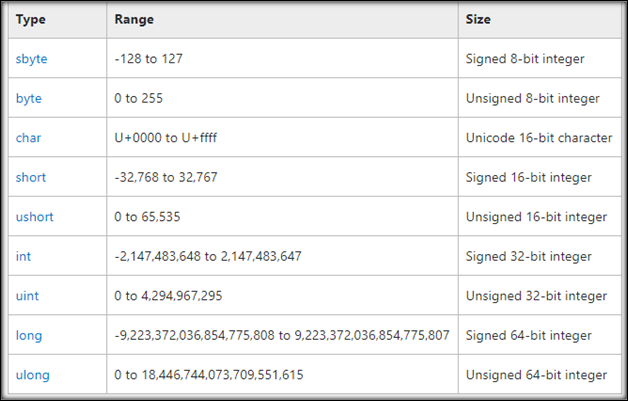 Type Range Size
sbyte -128 to 127 Signed 8-bit integer
byte 0 to 255 Unsigned 8-bit integer
char U+0000 to U+ffff Unicode 16-bit character
short -32,768 to 32,767 Signed 16-bit integer
ushort 0 to 65,535 Unsigned 16-bit integer
int -2,147,483,648 to 2,147,483,647 Signed 32-bit integer
uint 0 to 4,294,967,295 Unsigned 32-bit integer
long -9,223,372,036,854,775,808 to 9,223,372,036,854,775,807 Signed 64-bit integer
ulong 0 to 18,446,744,073,709,551,615 Unsigned 64-bit integer